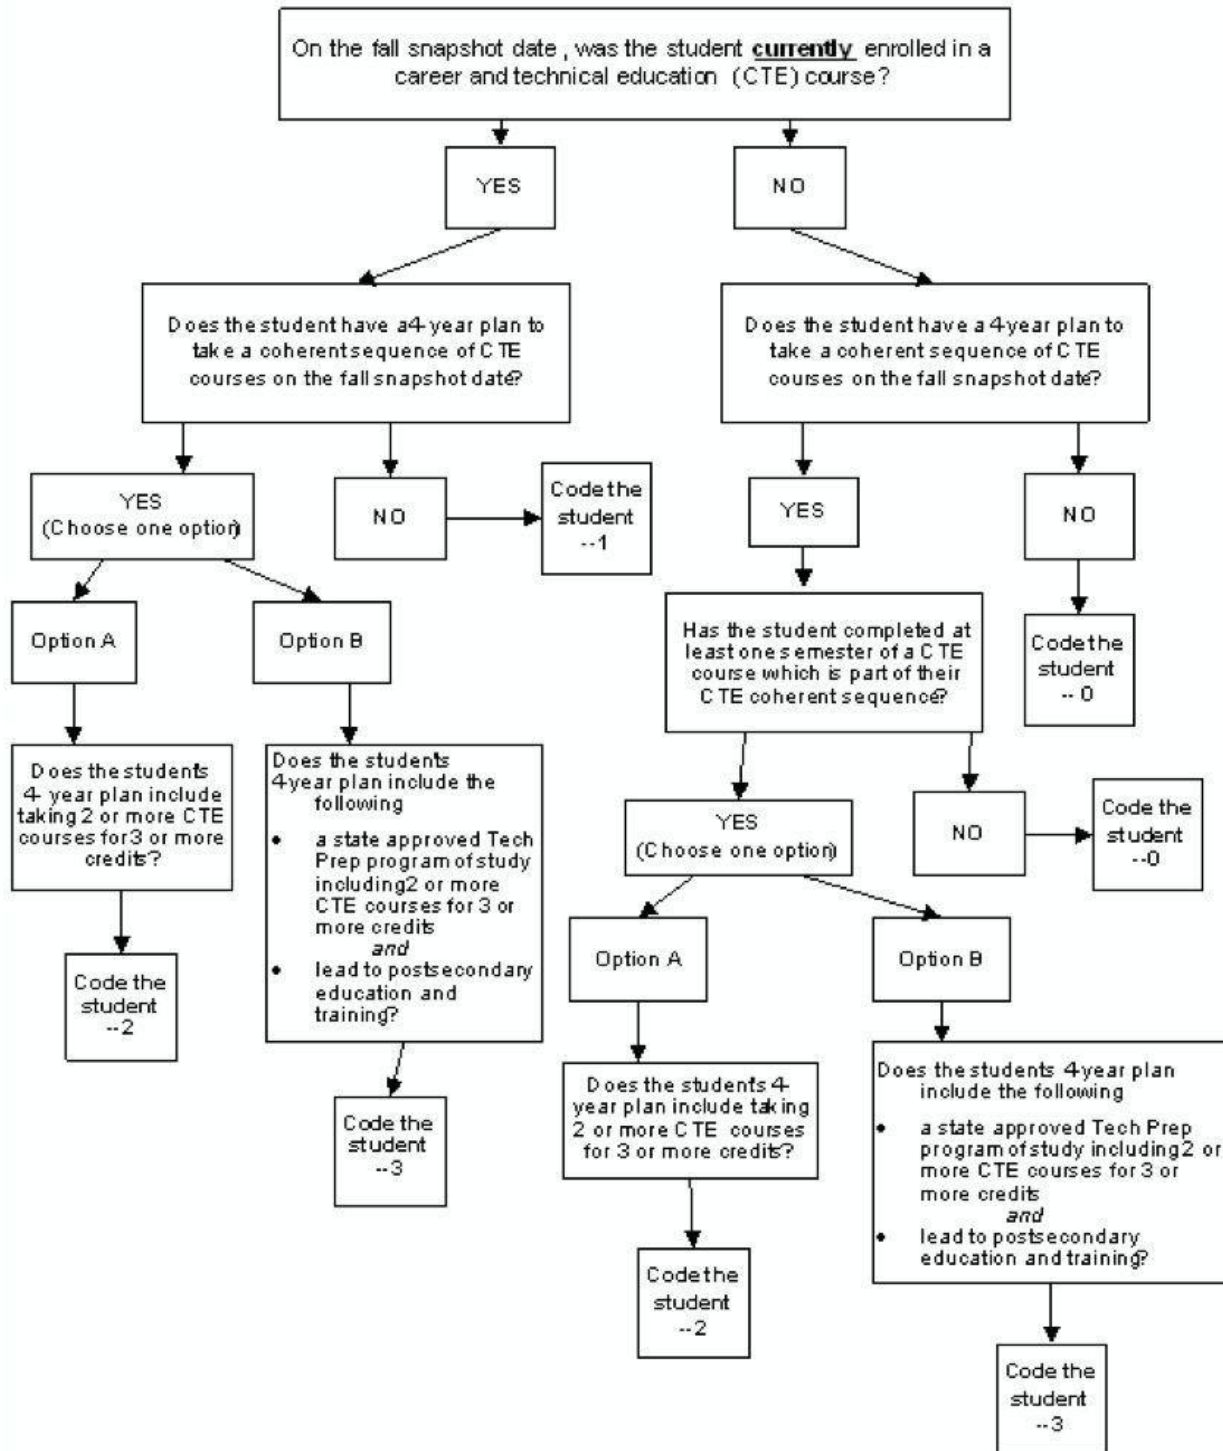 On the fall snapshot date , was the student currently enrolled in a
career and technical education (CTE) course?
YES
NO
Does the student have a 4-year plan to
take a coherent sequence of CTE
courses on the fall snapshot date?
Does the student have a 4-year plan to
take a coherent sequence of CTE
courses on the fall snapshot date?
YES
(Choose one option)
NO
Code the
student
--1
YES
NO
Option A
Option B
Has the student completed at
least one semester of a CTE
course which is part of their
CTE coherent sequence?
Code the
student
-- 0
Does the student's
4- year plan include
taking 2 or more CTE
courses for 3 or more
credits?
Does the student's
4-year plan include the
following
• a state approved Tech
Prep program of study
including 2 or more
CTE courses for 3 or
more credits
and
• lead to postsecondary
education and
training?
YES
(Choose one option)
NO
Code the
student
--0
Code the
student
--2
Option A
Option B
Code the
student
--3
Does the student's 4-
year plan include taking
2 or more CTE courses
for 3 or more credits?
Does the students 4-year plan
include the following
• a state approved Tech Prep
program of study including 2 or
more CTE courses for 3 or
more credits
and
• lead to postsecondary
education and training?
Code the
student
--2
Code the
student
--3